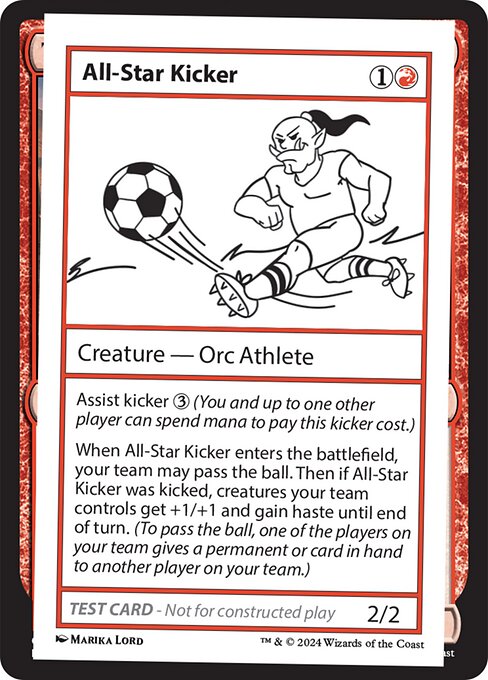 All-Star Kicker 1
Creature — Orc Athlete
Assist kicker 3 (You and up to one other
player can spend mana to pay this kicker cost.)
When All-Star Kicker enters the battlefield,
your team may pass the ball. Then if All-Star
Kicker was kicked, creatures your team
controls get +1/+1 and gain haste until end
of turn. (To pass the ball, one of the players on
your team gives a permanent or card in hand
to another player on your team.)
TEST CARD - Not for constructed play 2/2
Marika Lord ™ & © 2024 Wizards of the Coast